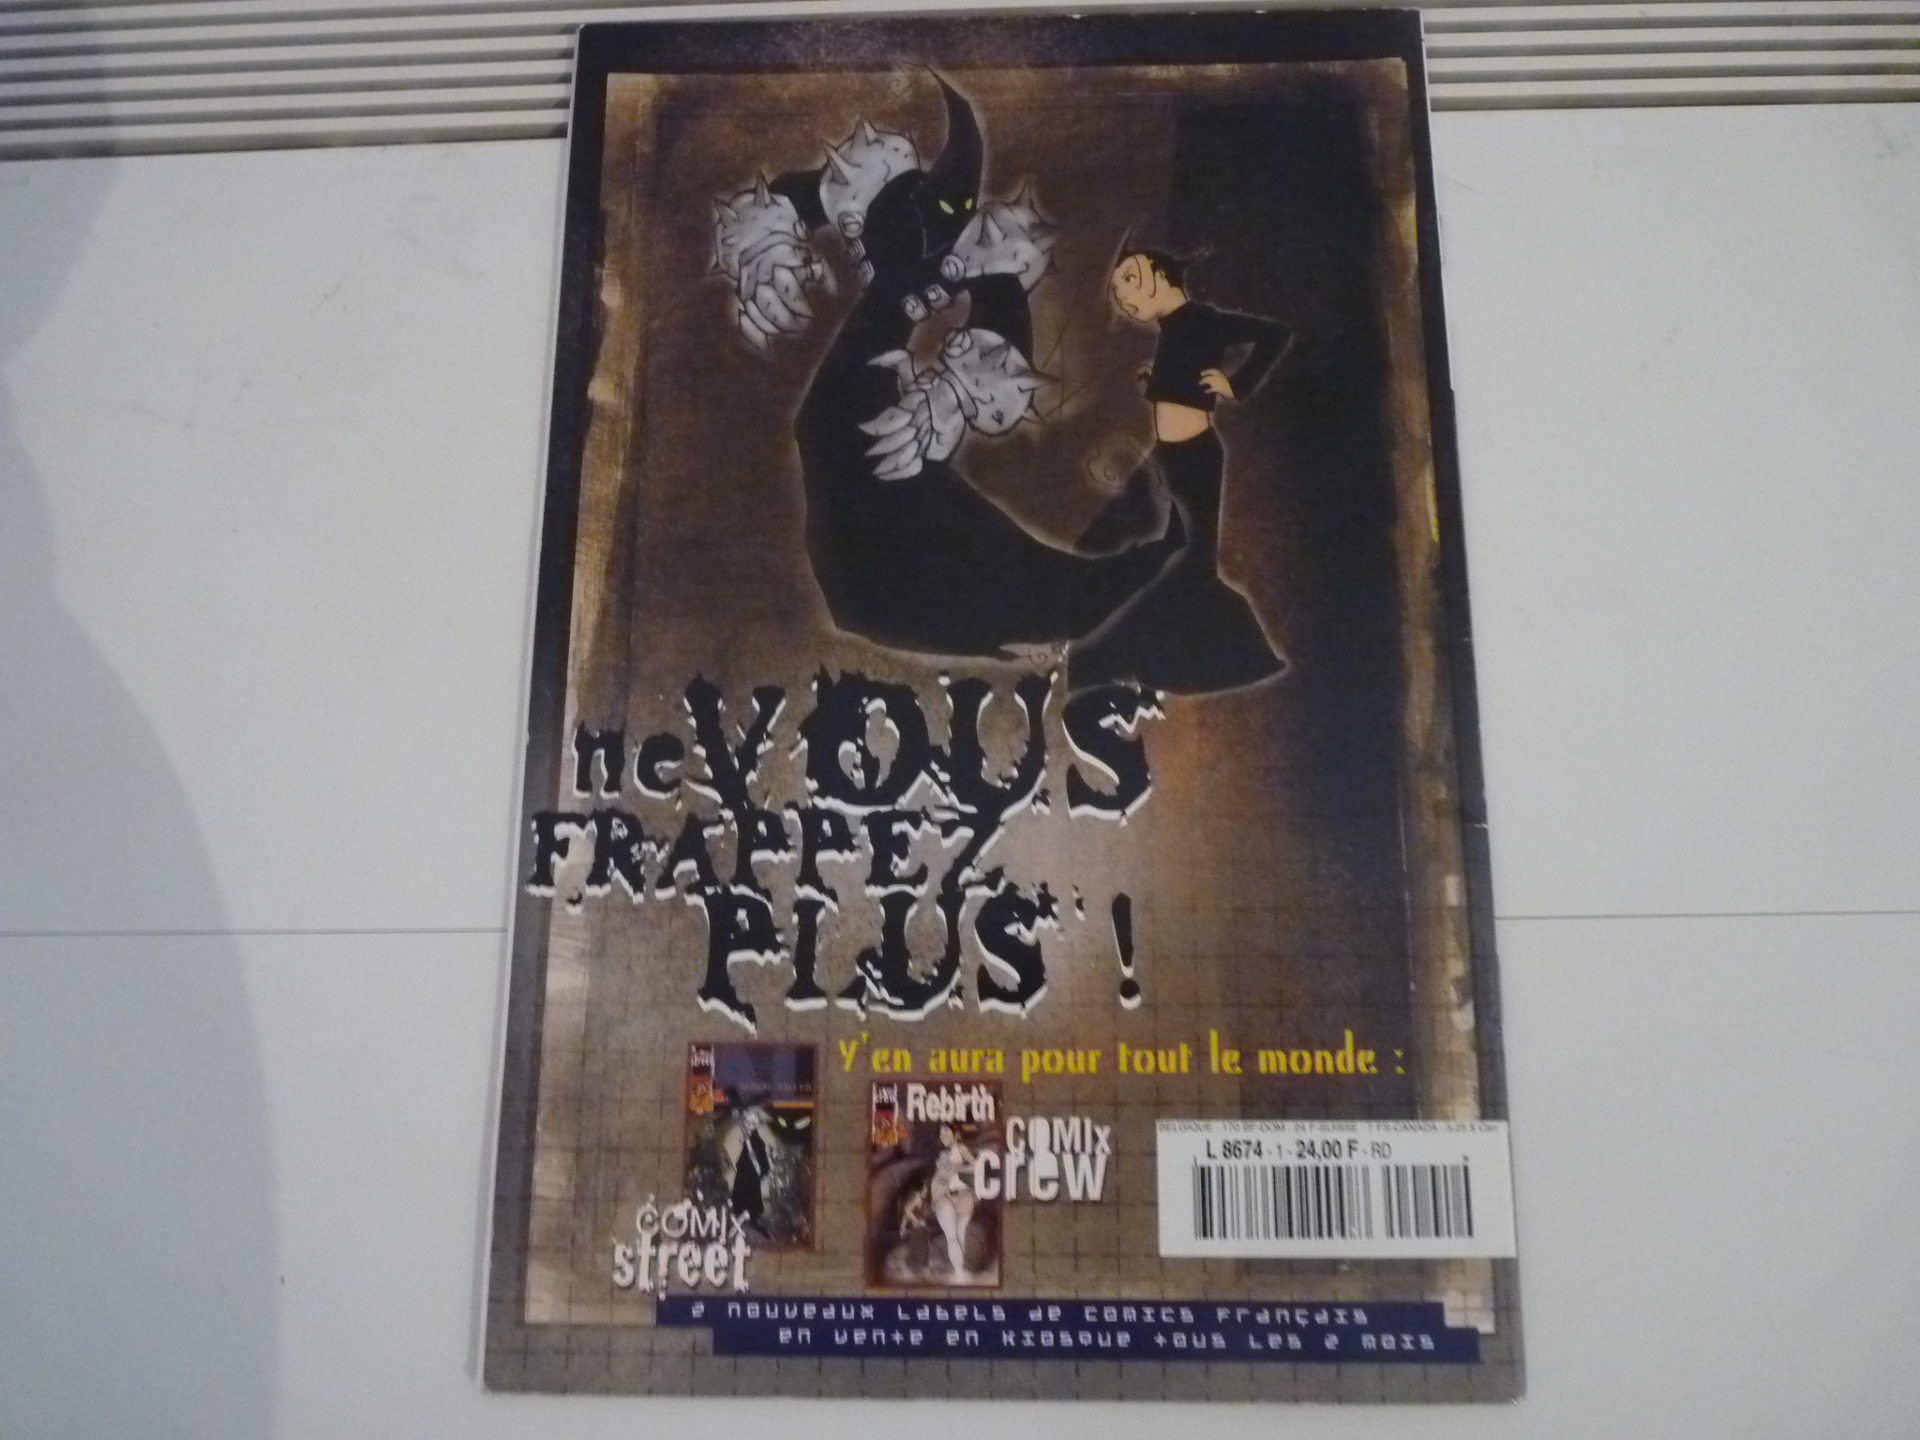 ne VOUS
FRAPPEZ
PLUS !
Y'en aura pour tout le monde :
Rebirth
COMIX
crew
COMIX
street
BELGIQUE : 170 BF-DOM : 24 F-SUISSE : 7 FS-CANADA : 5,25 $ Can
L 8674 - 1 - 24,00 F - RD
2 nouveaux labels de comics français
en vente en kiosque tous les 2 mois